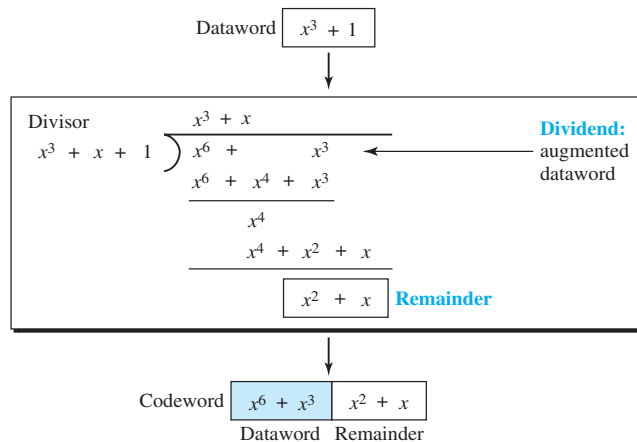 Dataword x³ + 1
Divisor
x³ + x
x³ + x + 1
x⁶ + x³
Dividend:
augmented
dataword
x⁶ + x⁴ + x³
x⁴
x⁴ + x² + x
x² + x Remainder
Codeword x⁶ + x³ x² + x
Dataword Remainder